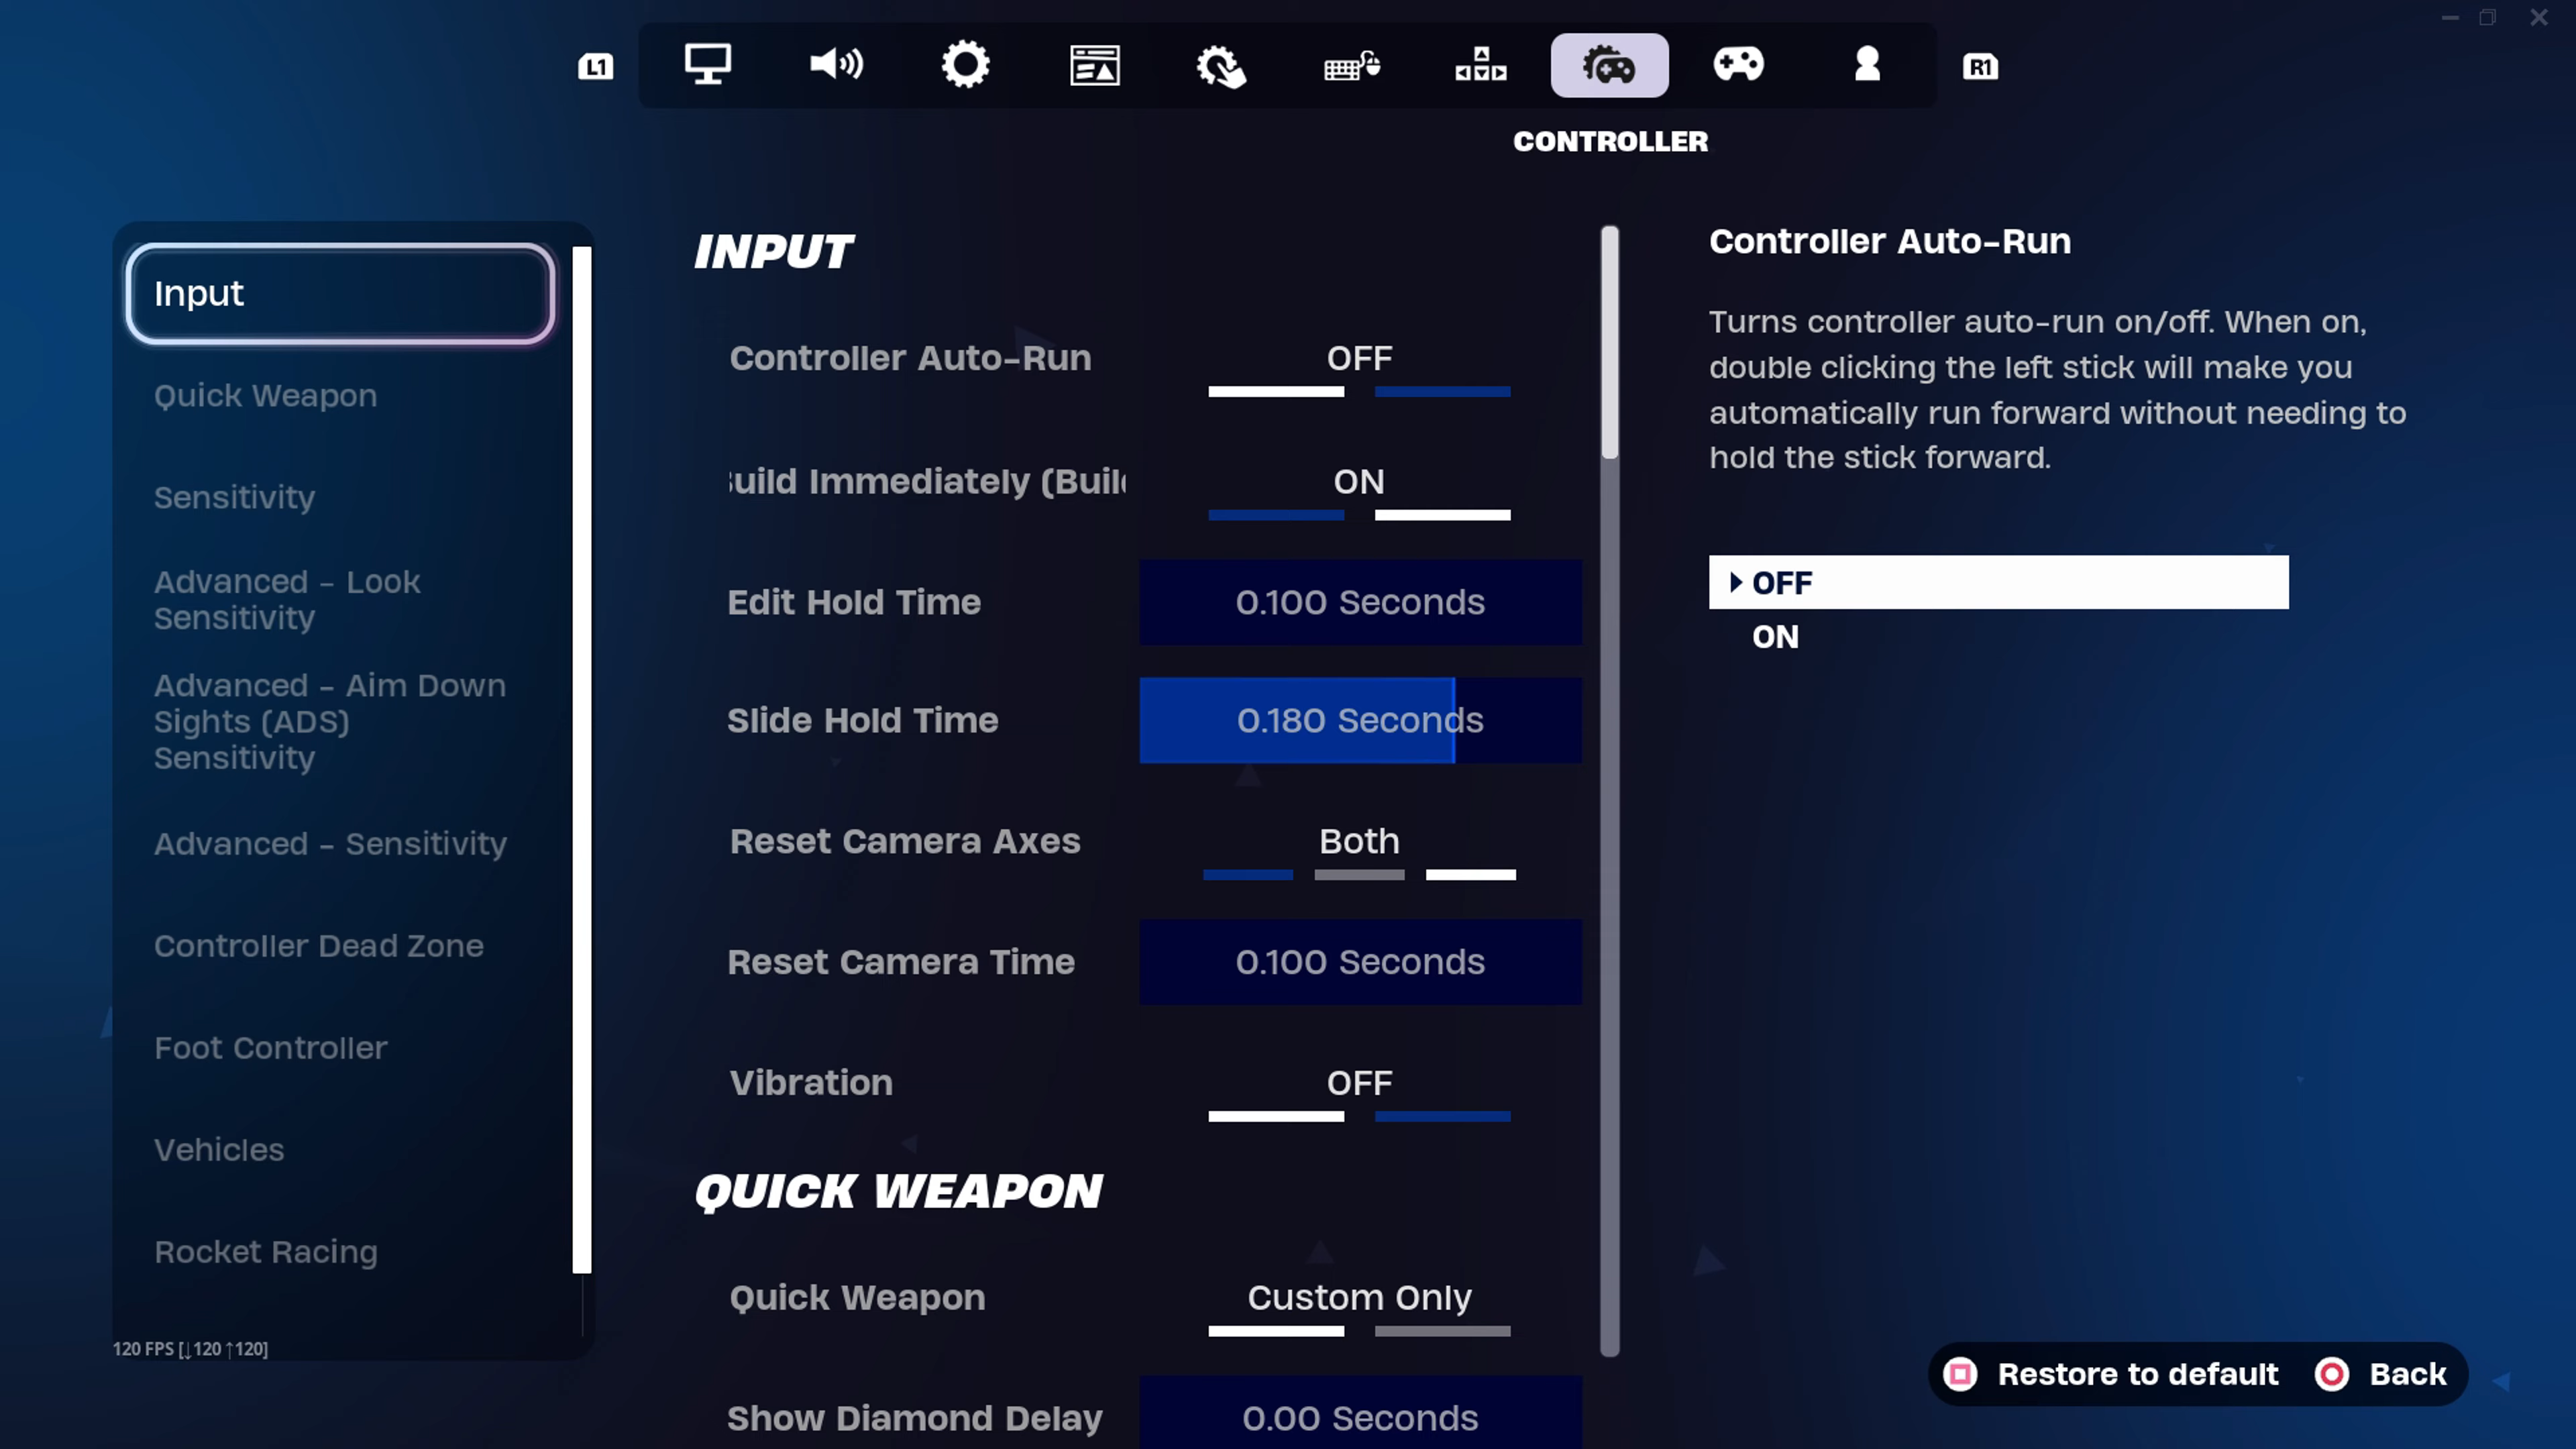 L1
R1
CONTROLLER
Input
Quick Weapon
Sensitivity
Advanced - Look
Sensitivity
Advanced - Aim Down
Sights (ADS)
Sensitivity
Advanced - Sensitivity
Controller Dead Zone
Foot Controller
Vehicles
Rocket Racing
120 FPS [↓120 ↑120]
INPUT
Controller Auto-Run OFF
uild Immediately (Buil ON
Edit Hold Time 0.100 Seconds
Slide Hold Time 0.180 Seconds
Reset Camera Axes Both
Reset Camera Time 0.100 Seconds
Vibration OFF
QUICK WEAPON
Quick Weapon Custom Only
Show Diamond Delay 0.00 Seconds
Controller Auto-Run
Turns controller auto-run on/off. When on,
double clicking the left stick will make you
automatically run forward without needing to
hold the stick forward.
OFF
ON
Restore to default Back